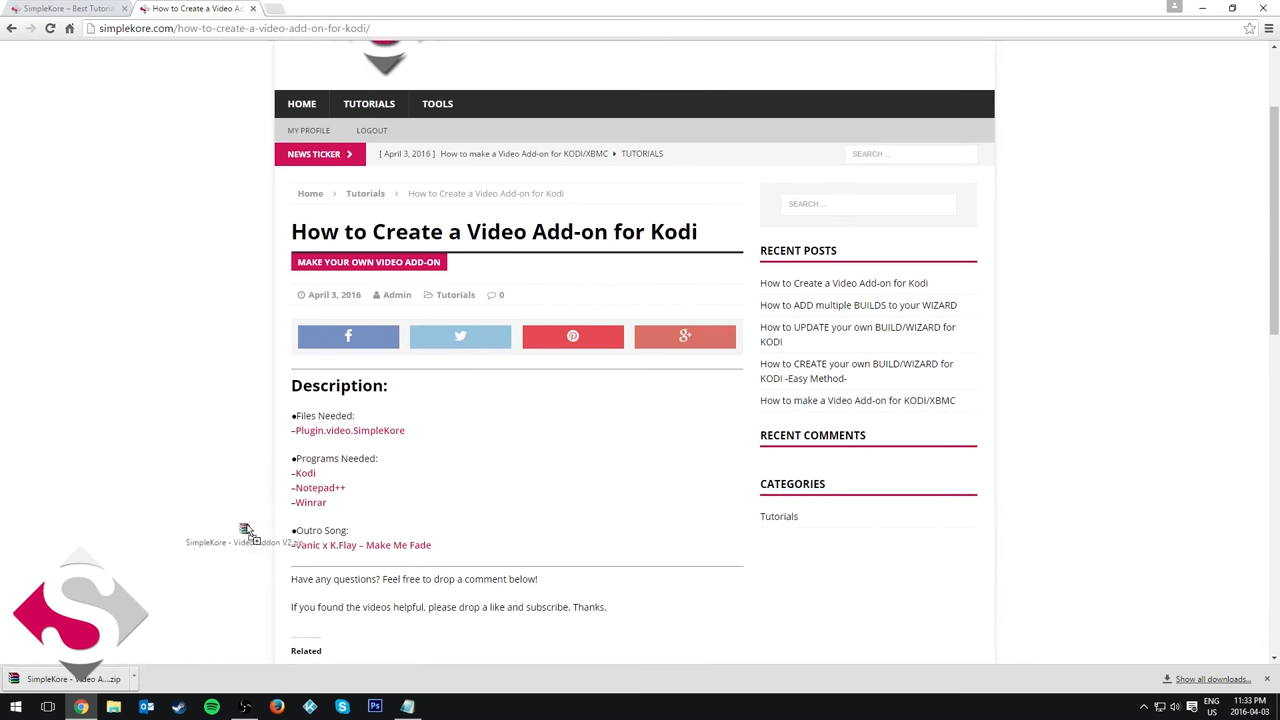 SimpleKore – Best Tutoria
How to Create a Video Add
simplekore.com/how-to-create-a-video-add-on-for-kodi/
HOME TUTORIALS TOOLS
MY PROFILE LOGOUT
NEWS TICKER [ April 3, 2016 ] How to make a Video Add-on for KODI/XBMC TUTORIALS SEARCH ...
Home Tutorials How to Create a Video Add-on for Kodi
How to Create a Video Add-on for Kodi
MAKE YOUR OWN VIDEO ADD-ON
April 3, 2016 Admin Tutorials 0
Description:
●Files Needed:
–Plugin.video.SimpleKore
●Programs Needed:
–Kodi
–Notepad++
–Winrar
●Outro Song:
–Vanic x K.Flay – Make Me Fade
Have any questions? Feel free to drop a comment below!
If you found the videos helpful, please drop a like and subscribe. Thanks.
Related
SEARCH ...
RECENT POSTS
How to Create a Video Add-on for Kodi
How to ADD multiple BUILDS to your WIZARD
How to UPDATE your own BUILD/WIZARD for
KODI
How to CREATE your own BUILD/WIZARD for
KODI -Easy Method-
How to make a Video Add-on for KODI/XBMC
RECENT COMMENTS
CATEGORIES
Tutorials
SimpleKore - Video Addon V2.zip
S
SimpleKore - Video A....zip
Show all downloads...
ENG
US
11:33 PM
2016-04-03